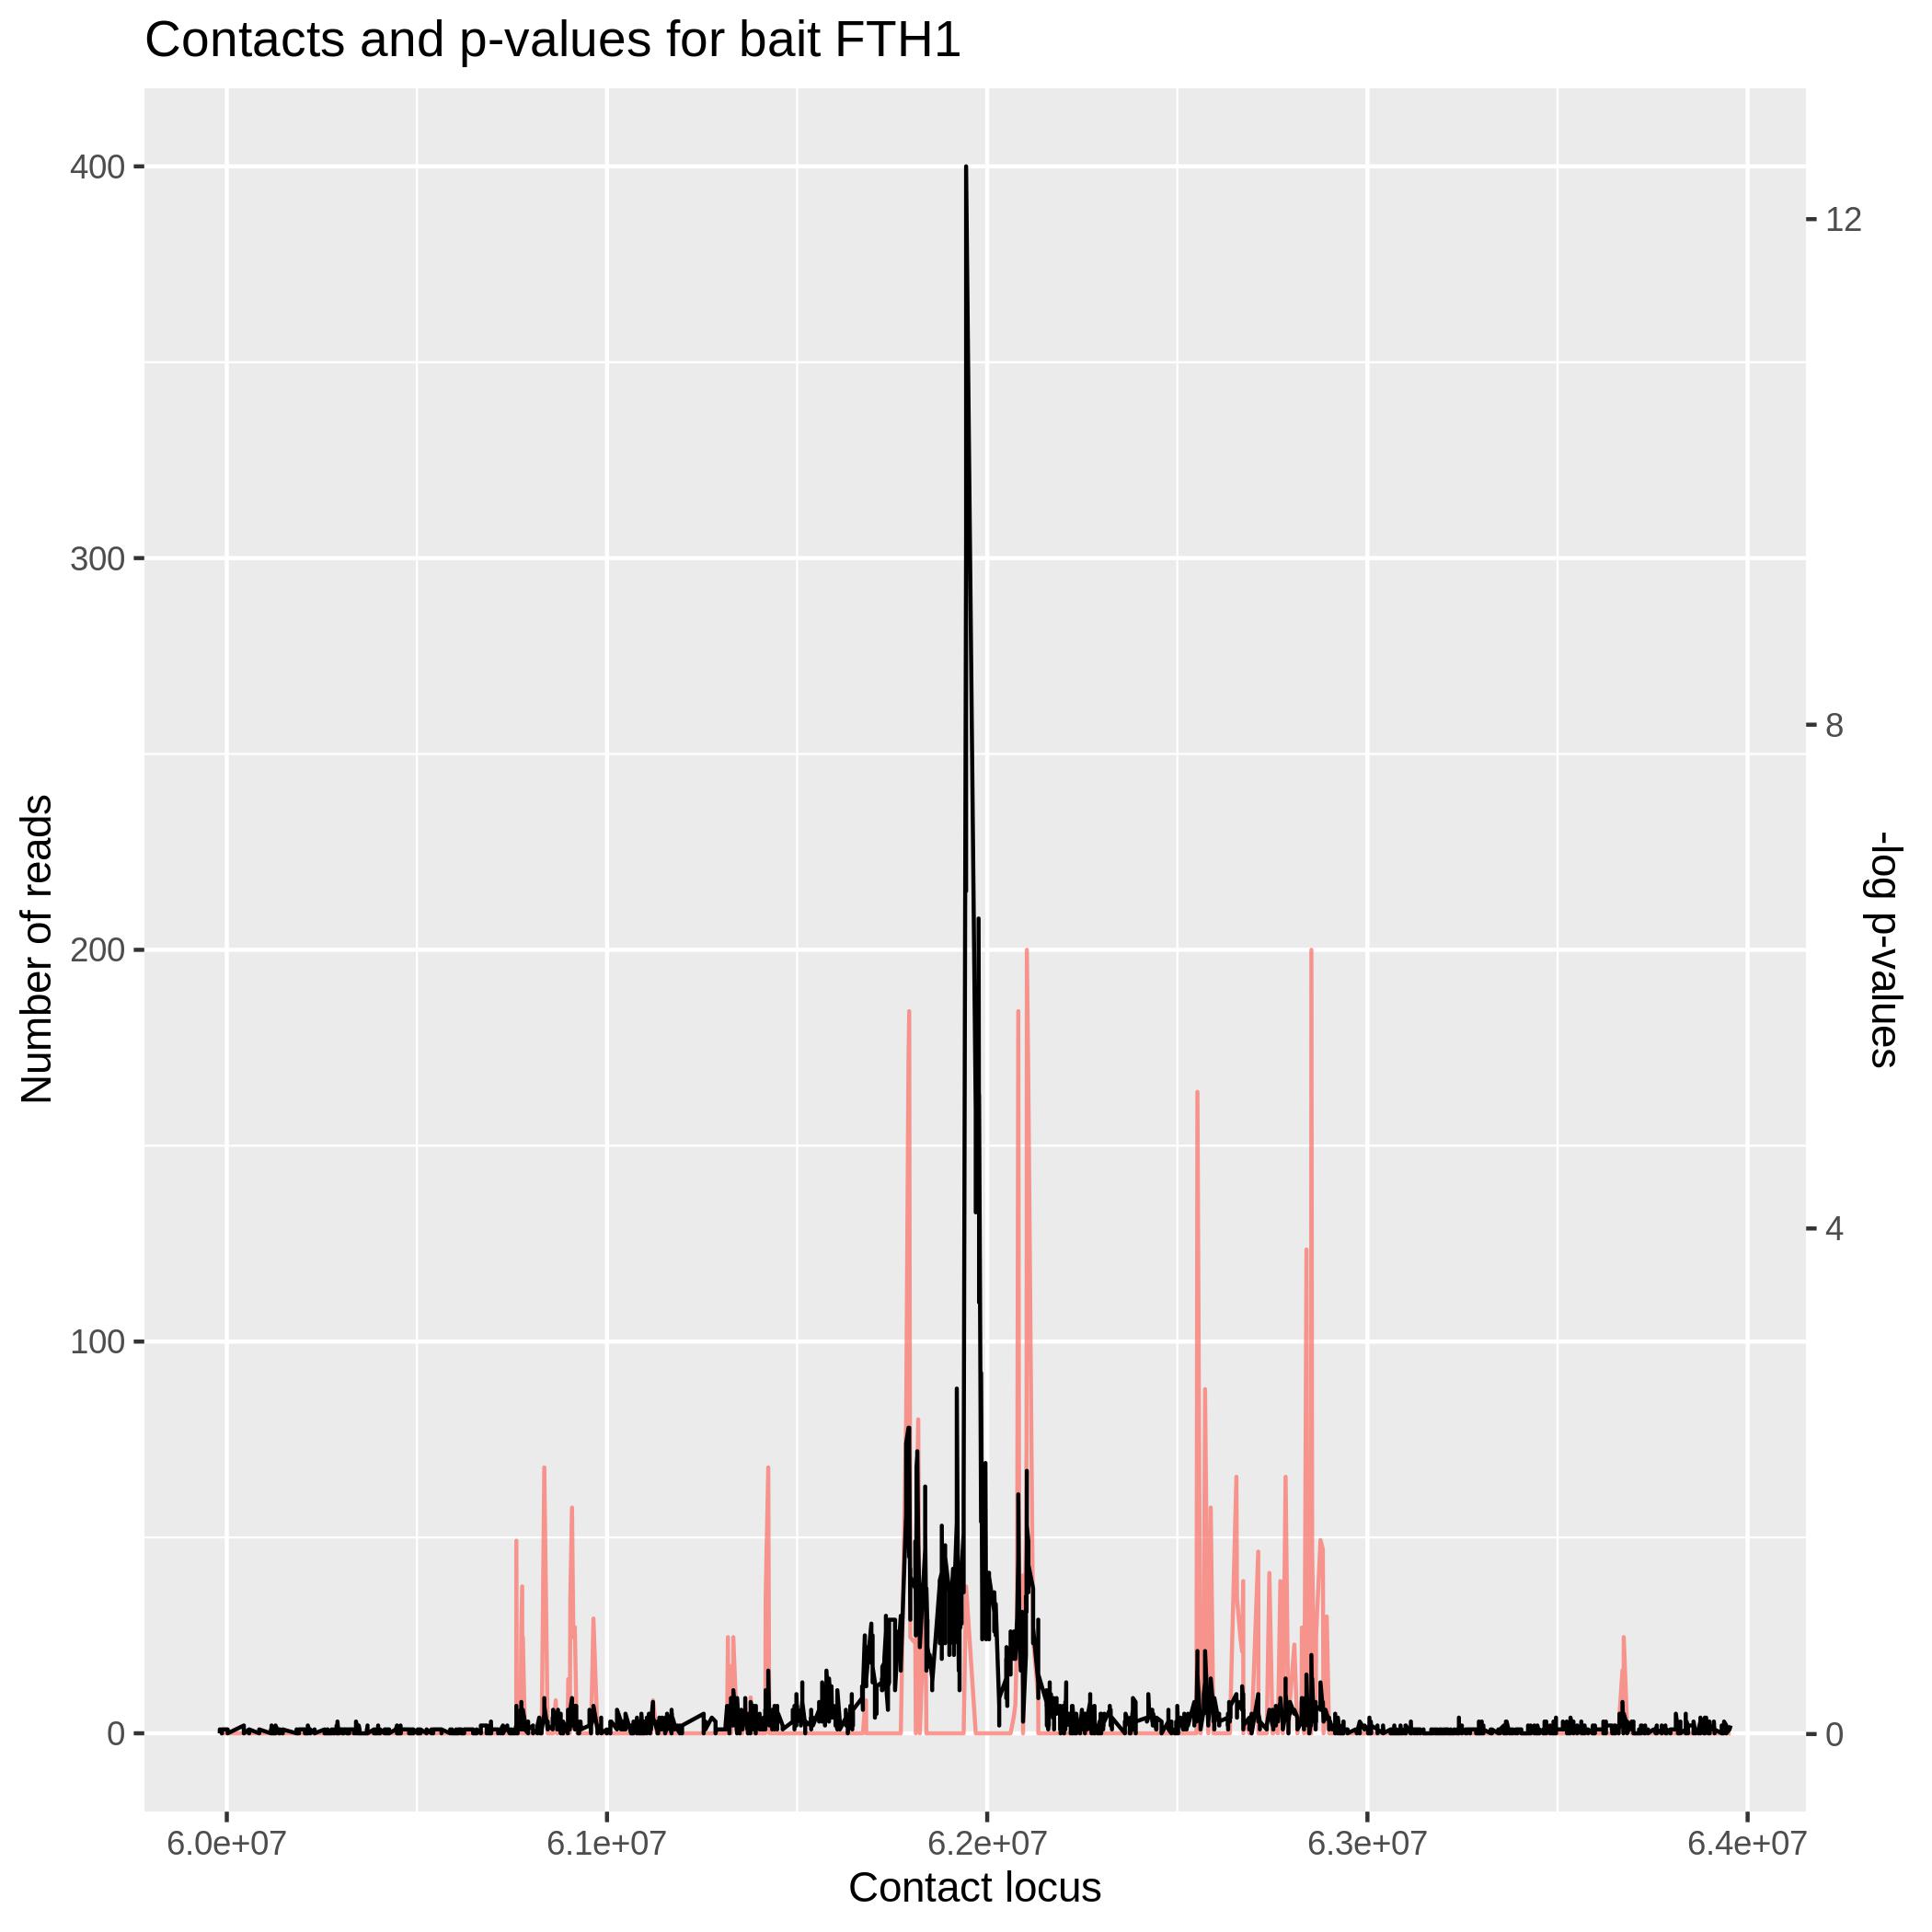 Contacts and p-values for bait FTH1
400
300
200
100
0
Number of reads
12
8
4
0
-log p-values
6.0e+07
6.1e+07
6.2e+07
6.3e+07
6.4e+07
Contact locus